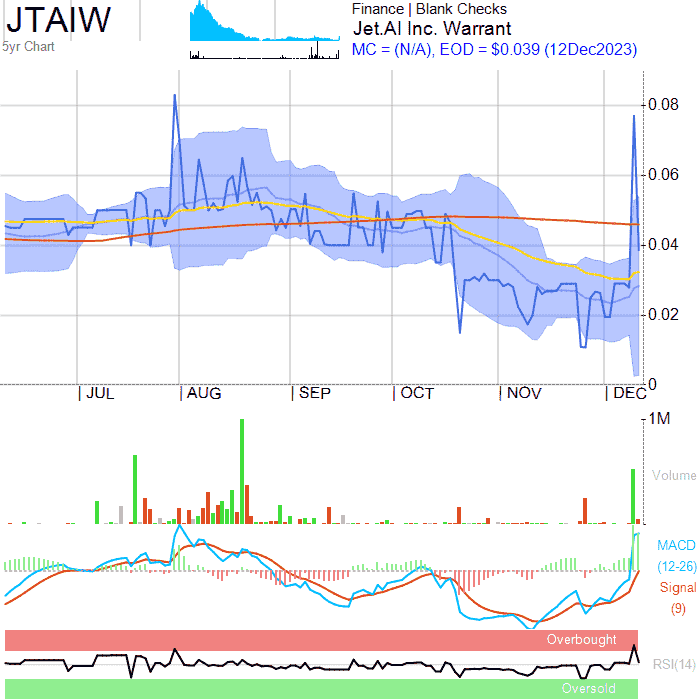 JTAIW
5yr Chart
Finance | Blank Checks
Jet.AI Inc. Warrant
MC = (N/A), EOD = $0.039 (12Dec2023)
0.08
0.06
0.04
0.02
0
| JUL | AUG | SEP | OCT | NOV | DEC
1M
Volume
MACD
(12-26)
Signal
(9)
Overbought
RSI(14)
Oversold